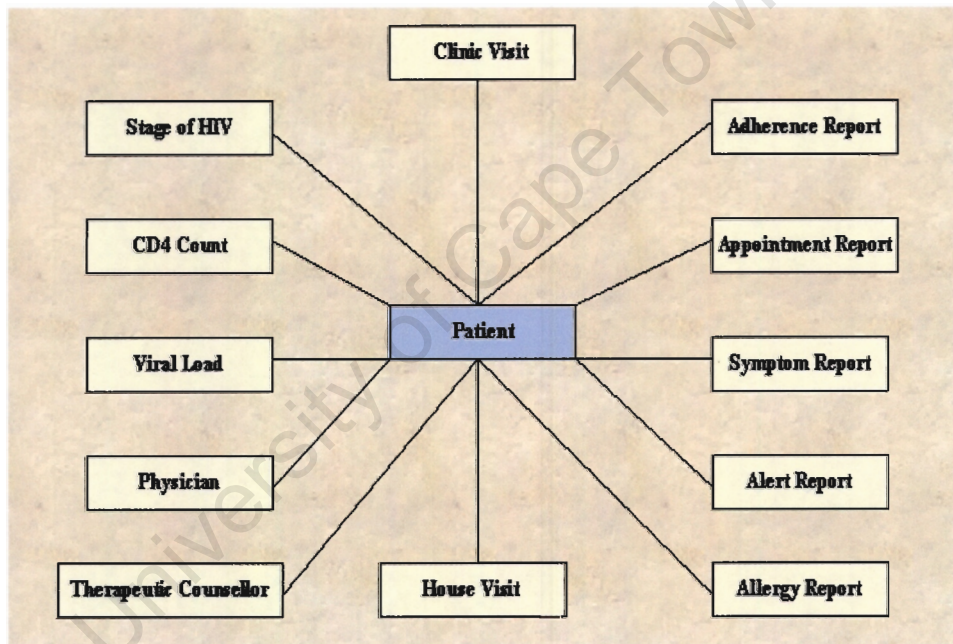 Clinic Visit
Stage of HIV
Adherence Report
CD4 Count
Appointment Report
Patient
Viral Load
Symptom Report
Physician
Alert Report
Therapeutic Counsellor
House Visit
Allergy Report
University of Cape Town